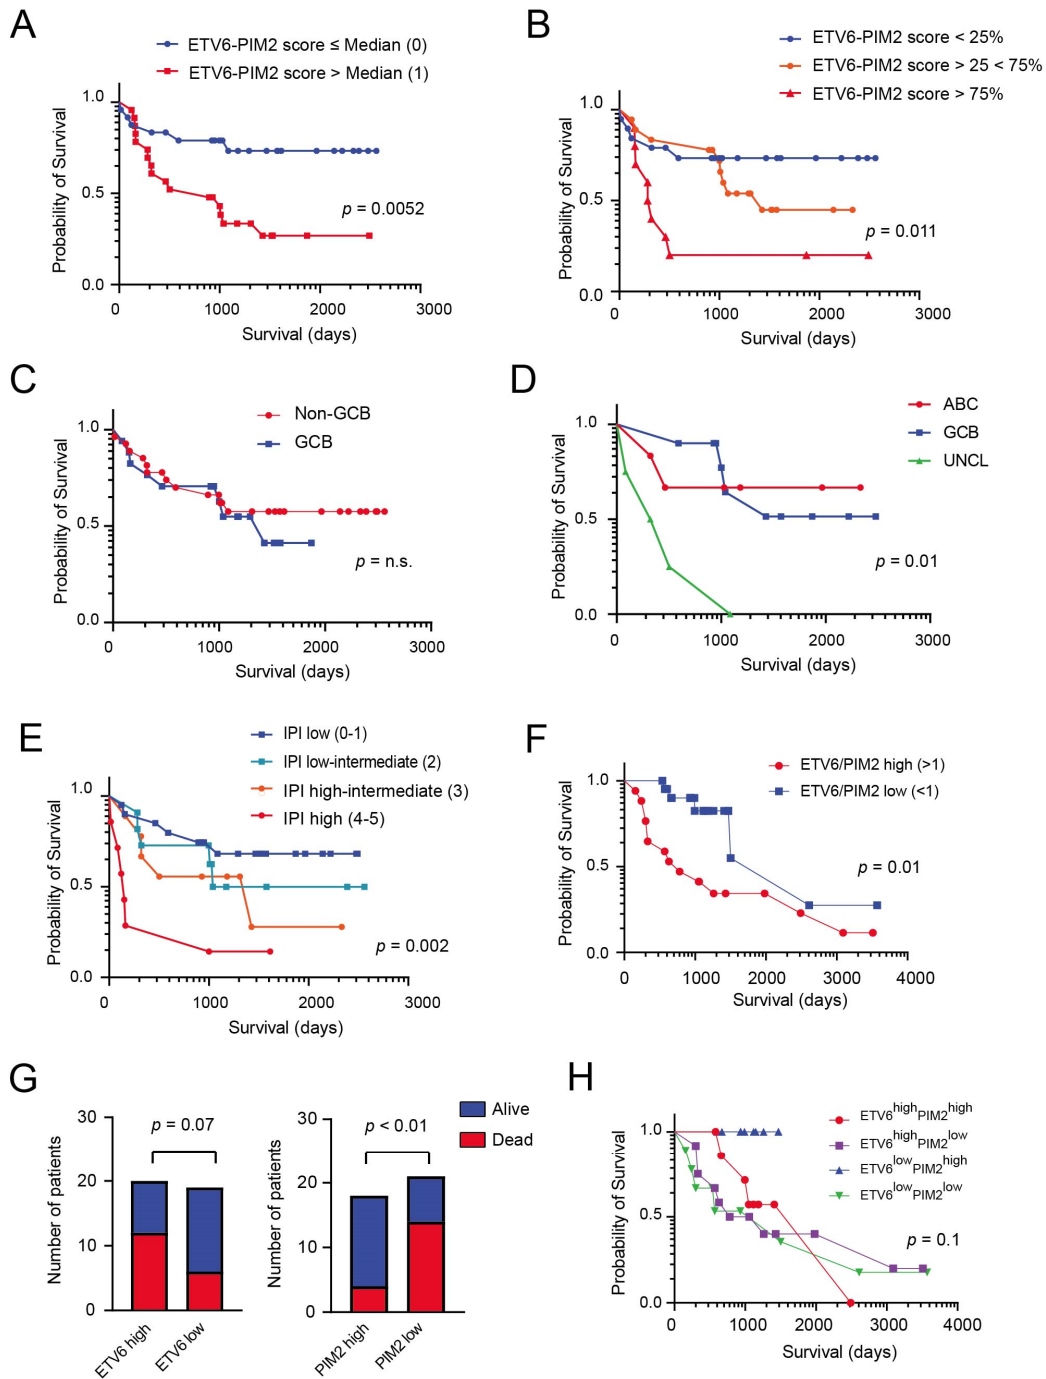 A
ETV6-PIM2 score ≤ Median (0)
ETV6-PIM2 score > Median (1)
Probability of Survival
1.0
0.5
0.0
p = 0.0052
0 1000 2000 3000
Survival (days)
B
ETV6-PIM2 score < 25%
ETV6-PIM2 score > 25 < 75%
ETV6-PIM2 score > 75%
Probability of Survival
1.0
0.5
0.0
p = 0.011
0 1000 2000 3000
Survival (days)
C
Non-GCB
GCB
Probability of Survival
1.0
0.5
0.0
p = n.s.
0 1000 2000 3000
Survival (days)
D
ABC
GCB
UNCL
Probability of Survival
1.0
0.5
0.0
p = 0.01
0 1000 2000 3000
Survival (days)
E
IPI low (0-1)
IPI low-intermediate (2)
IPI high-intermediate (3)
IPI high (4-5)
Probability of Survival
1.0
0.5
0.0
p = 0.002
0 1000 2000 3000
Survival (days)
F
ETV6/PIM2 high (>1)
ETV6/PIM2 low (<1)
Probability of Survival
1.0
0.5
0.0
p = 0.01
0 1000 2000 3000 4000
Survival (days)
G
Number of patients
30
20
10
0
p = 0.07
ETV6 high
ETV6 low
Number of patients
30
20
10
0
p < 0.01
PIM2 high
PIM2 low
Alive
Dead
H
ETV6highPIM2high
ETV6highPIM2low
ETV6lowPIM2high
ETV6lowPIM2low
Probability of Survival
1.0
0.5
0.0
p = 0.1
0 1000 2000 3000 4000
Survival (days)